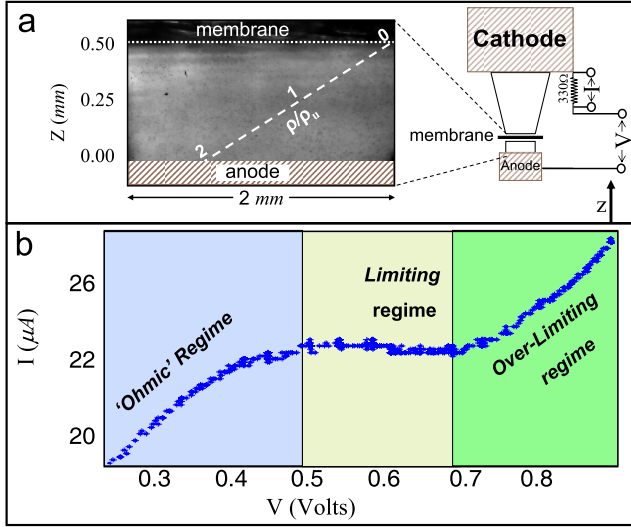 a
membrane
0
0.50
0.25
0.00
Z (mm)
1
ρ/ρu
2
anode
2 mm
Cathode
330Ω
I
V
membrane
Anode
z
b
26
22
20
I (μA)
'Ohmic' Regime
Limiting
regime
Over-Limiting
regime
0.3 0.4 0.5 0.6 0.7 0.8
V (Volts)